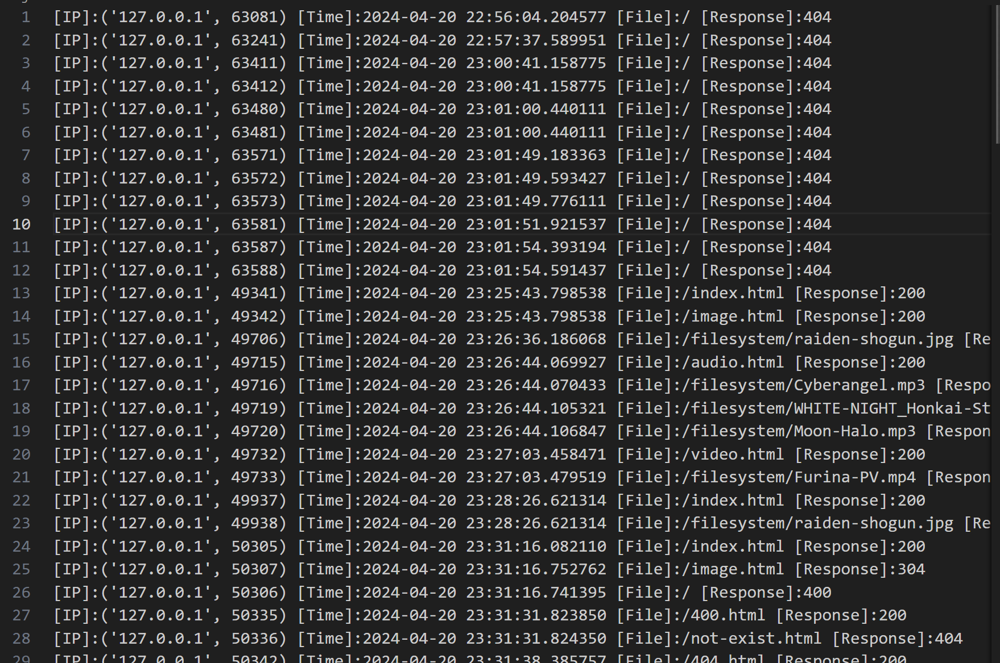 1 [IP]:('127.0.0.1', 63081) [Time]:2024-04-20 22:56:04.204577 [File]:/ [Response]:404
2 [IP]:('127.0.0.1', 63241) [Time]:2024-04-20 22:57:37.589951 [File]:/ [Response]:404
3 [IP]:('127.0.0.1', 63411) [Time]:2024-04-20 23:00:41.158775 [File]:/ [Response]:404
4 [IP]:('127.0.0.1', 63412) [Time]:2024-04-20 23:00:41.158775 [File]:/ [Response]:404
5 [IP]:('127.0.0.1', 63480) [Time]:2024-04-20 23:01:00.440111 [File]:/ [Response]:404
6 [IP]:('127.0.0.1', 63481) [Time]:2024-04-20 23:01:00.440111 [File]:/ [Response]:404
7 [IP]:('127.0.0.1', 63571) [Time]:2024-04-20 23:01:49.183363 [File]:/ [Response]:404
8 [IP]:('127.0.0.1', 63572) [Time]:2024-04-20 23:01:49.593427 [File]:/ [Response]:404
9 [IP]:('127.0.0.1', 63573) [Time]:2024-04-20 23:01:49.776111 [File]:/ [Response]:404
10 [IP]:('127.0.0.1', 63581) [Time]:2024-04-20 23:01:51.921537 [File]:/ [Response]:404
11 [IP]:('127.0.0.1', 63587) [Time]:2024-04-20 23:01:54.393194 [File]:/ [Response]:404
12 [IP]:('127.0.0.1', 63588) [Time]:2024-04-20 23:01:54.591437 [File]:/ [Response]:404
13 [IP]:('127.0.0.1', 49341) [Time]:2024-04-20 23:25:43.798538 [File]:/index.html [Response]:200
14 [IP]:('127.0.0.1', 49342) [Time]:2024-04-20 23:25:43.798538 [File]:/image.html [Response]:200
15 [IP]:('127.0.0.1', 49706) [Time]:2024-04-20 23:26:36.186068 [File]:/filesystem/raiden-shogun.jpg [Re
16 [IP]:('127.0.0.1', 49715) [Time]:2024-04-20 23:26:44.069927 [File]:/audio.html [Response]:200
17 [IP]:('127.0.0.1', 49716) [Time]:2024-04-20 23:26:44.070433 [File]:/filesystem/Cyberangel.mp3 [Respo
18 [IP]:('127.0.0.1', 49719) [Time]:2024-04-20 23:26:44.105321 [File]:/filesystem/WHITE-NIGHT_Honkai-St
19 [IP]:('127.0.0.1', 49720) [Time]:2024-04-20 23:26:44.106847 [File]:/filesystem/Moon-Halo.mp3 [Respon
20 [IP]:('127.0.0.1', 49732) [Time]:2024-04-20 23:27:03.458471 [File]:/video.html [Response]:200
21 [IP]:('127.0.0.1', 49733) [Time]:2024-04-20 23:27:03.479519 [File]:/filesystem/Furina-PV.mp4 [Respon
22 [IP]:('127.0.0.1', 49937) [Time]:2024-04-20 23:28:26.621314 [File]:/index.html [Response]:200
23 [IP]:('127.0.0.1', 49938) [Time]:2024-04-20 23:28:26.621314 [File]:/filesystem/raiden-shogun.jpg [Re
24 [IP]:('127.0.0.1', 50305) [Time]:2024-04-20 23:31:16.082110 [File]:/index.html [Response]:200
25 [IP]:('127.0.0.1', 50307) [Time]:2024-04-20 23:31:16.752762 [File]:/image.html [Response]:304
26 [IP]:('127.0.0.1', 50306) [Time]:2024-04-20 23:31:16.741395 [File]:/ [Response]:400
27 [IP]:('127.0.0.1', 50335) [Time]:2024-04-20 23:31:31.823850 [File]:/400.html [Response]:200
28 [IP]:('127.0.0.1', 50336) [Time]:2024-04-20 23:31:31.824350 [File]:/not-exist.html [Response]:404
29 [IP]:('127.0.0.1', 50342) [Time]:2024-04-20 23:31:38.385757 [File]:/404.html [Response]:200